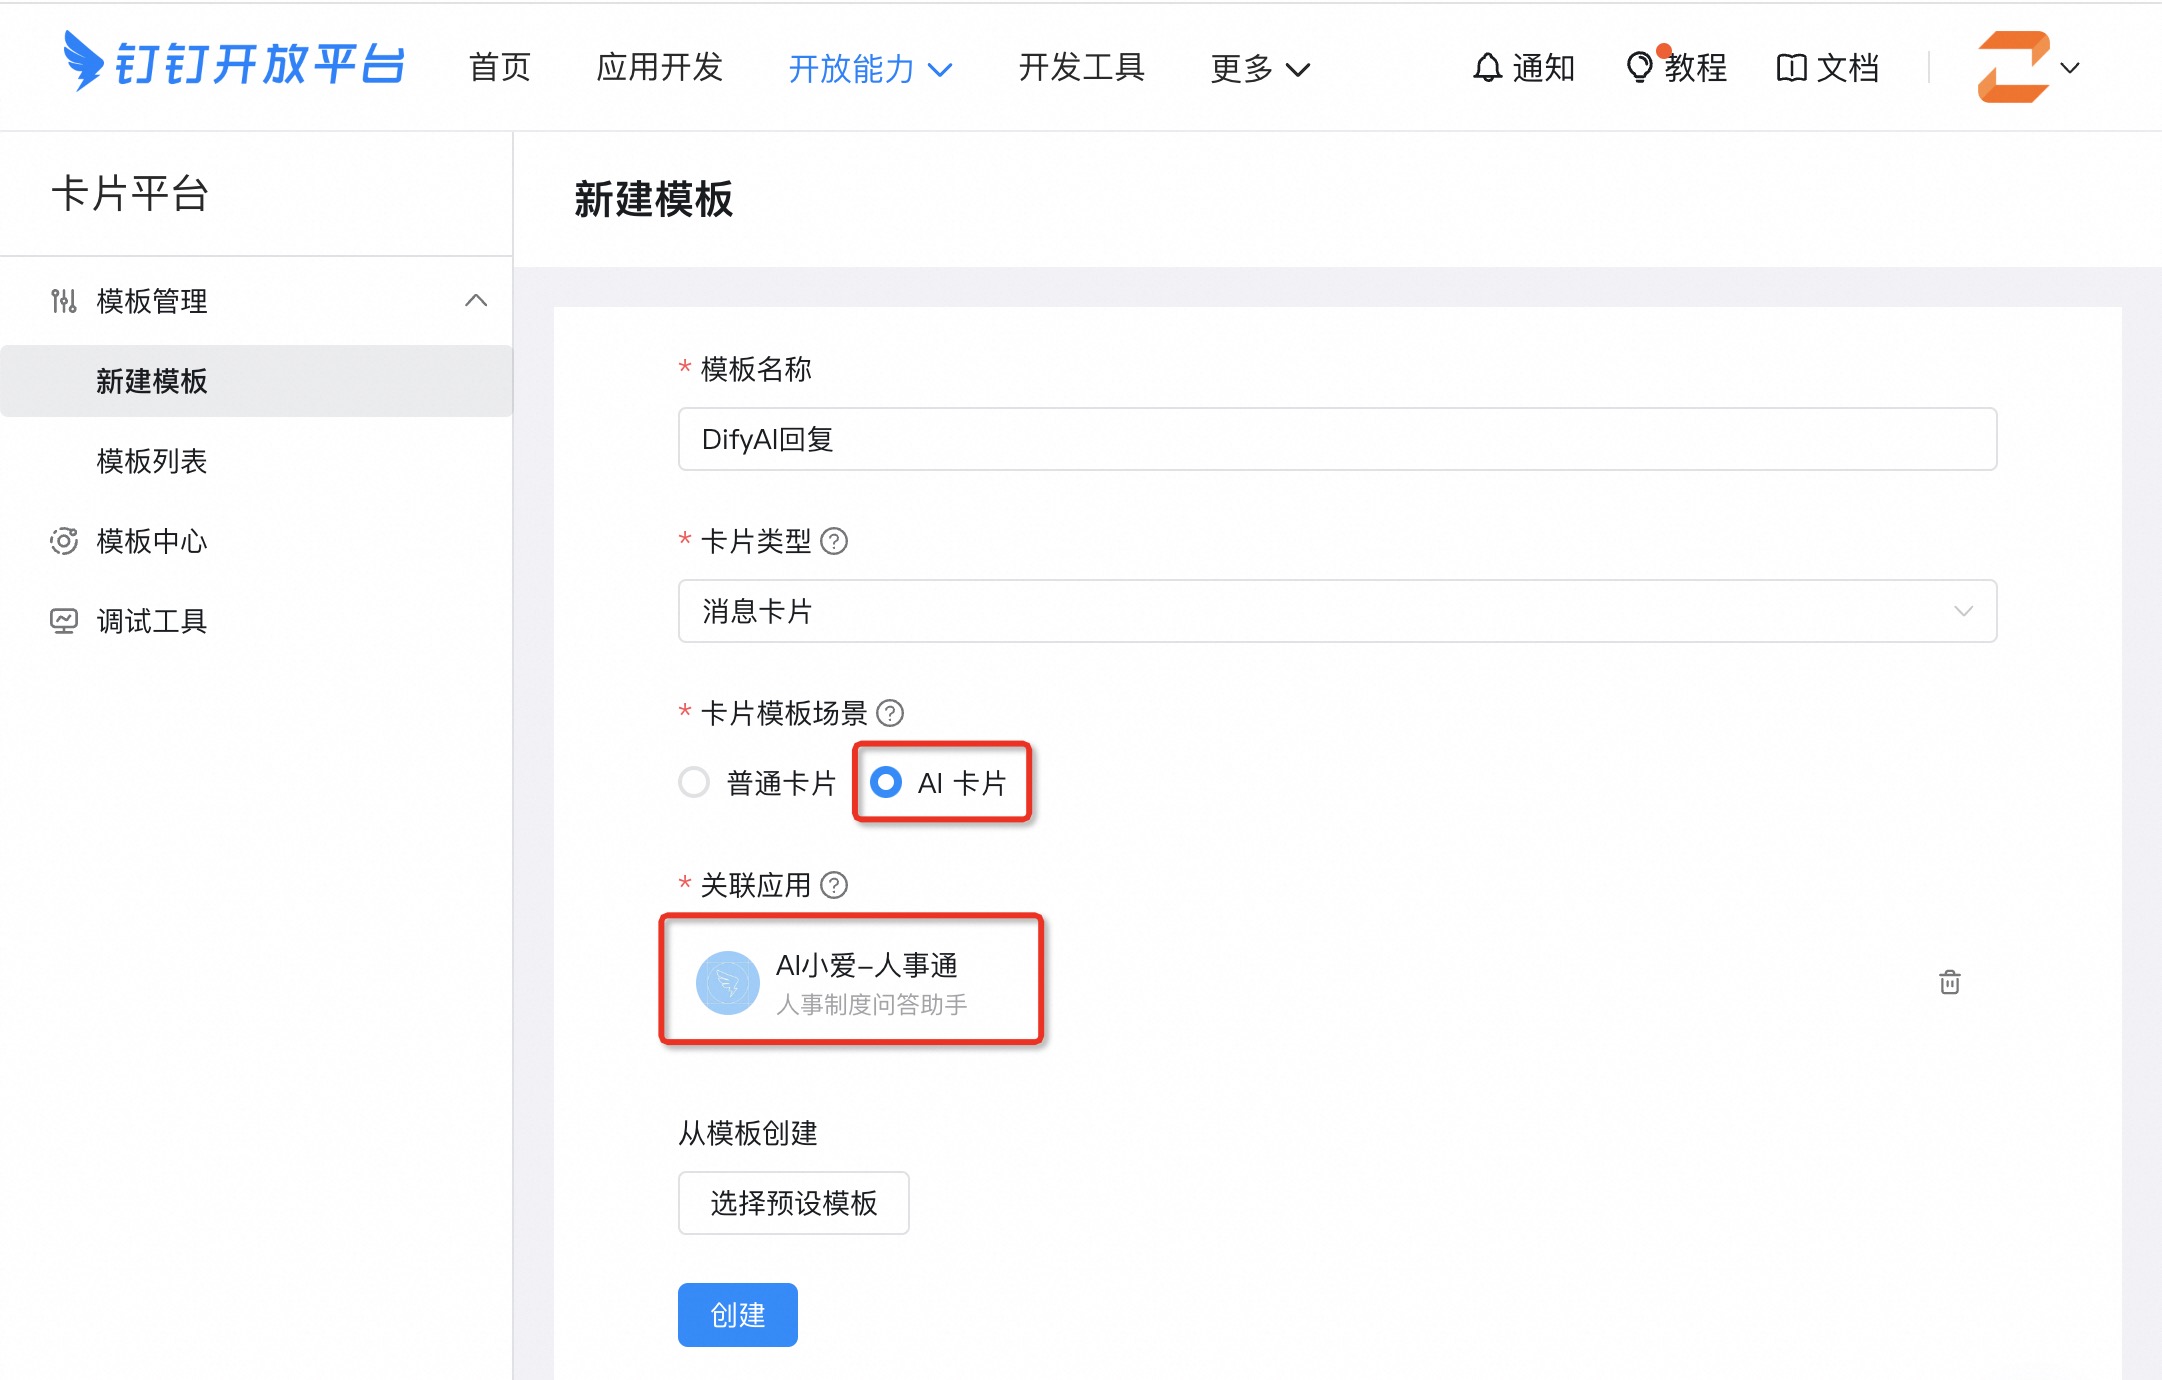 钉钉开放平台
首页
应用开发
开放能力
开发工具
更多
通知
教程
文档
卡片平台
模板管理
新建模板
模板列表
模板中心
调试工具
新建模板
* 模板名称
DifyAI回复
* 卡片类型
消息卡片
* 卡片模板场景
普通卡片
AI 卡片
* 关联应用
AI小爱-人事通
人事制度问答助手
从模板创建
选择预设模板
创建